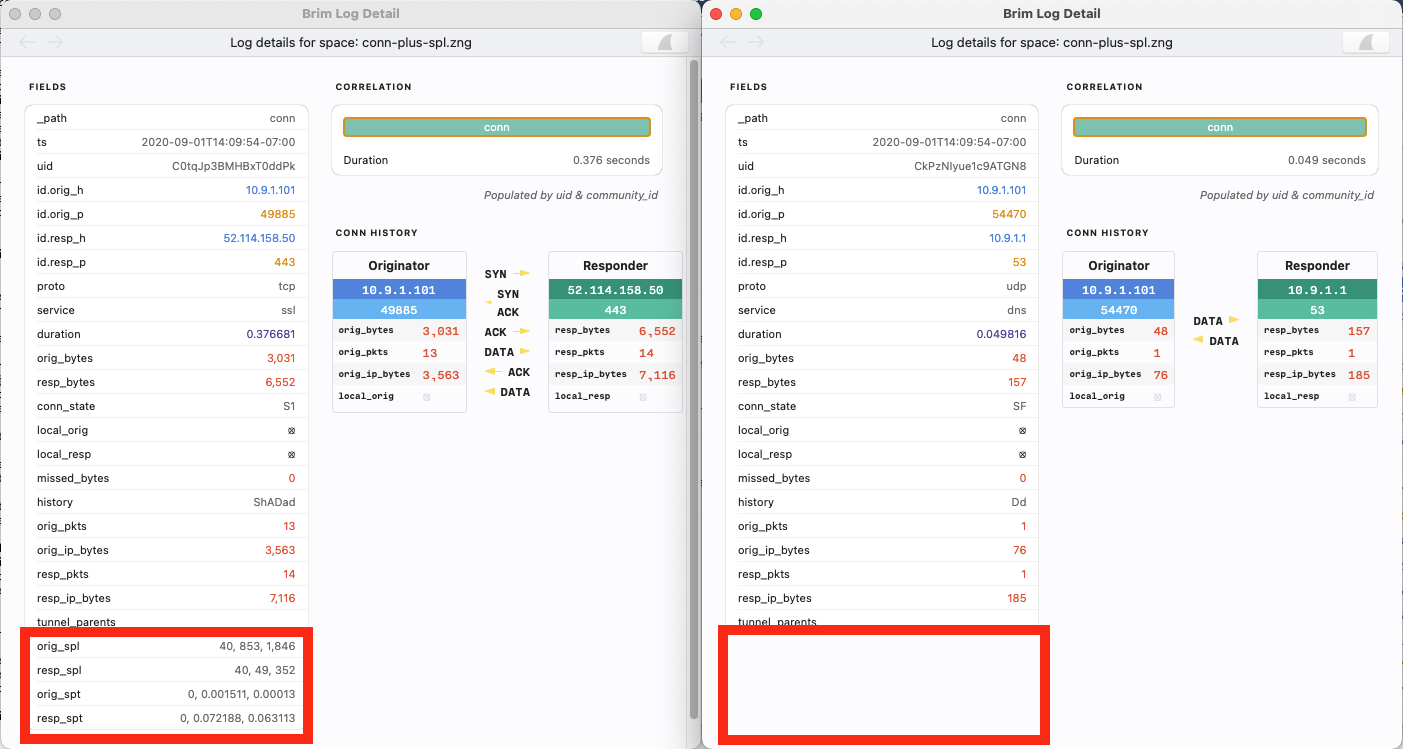 Brim Log Detail
Log details for space: conn-plus-spl.zng
FIELDS
_path conn
ts 2020-09-01T14:09:54-07:00
uid C0tqJp3BMHBxT0ddPk
id.orig_h 10.9.1.101
id.orig_p 49885
id.resp_h 52.114.158.50
id.resp_p 443
proto tcp
service ssl
duration 0.376681
orig_bytes 3,031
resp_bytes 6,552
conn_state S1
local_orig
local_resp
missed_bytes 0
history ShADad
orig_pkts 13
orig_ip_bytes 3,563
resp_pkts 14
resp_ip_bytes 7,116
tunnel_parents
orig_spl 40, 853, 1,846
resp_spl 40, 49, 352
orig_spt 0, 0.001511, 0.00013
resp_spt 0, 0.072188, 0.063113
CORRELATION
conn
Duration 0.376 seconds
Populated by uid & community_id
CONN HISTORY
Originator
10.9.1.101
49885
orig_bytes 3,031
orig_pkts 13
orig_ip_bytes 3,563
local_orig
SYN
SYN
ACK
ACK
DATA
ACK
DATA
Responder
52.114.158.50
443
resp_bytes 6,552
resp_pkts 14
resp_ip_bytes 7,116
local_resp
Brim Log Detail
Log details for space: conn-plus-spl.zng
FIELDS
_path conn
ts 2020-09-01T14:09:54-07:00
uid CkPzNlyue1c9ATGN8
id.orig_h 10.9.1.101
id.orig_p 54470
id.resp_h 10.9.1.1
id.resp_p 53
proto udp
service dns
duration 0.049816
orig_bytes 48
resp_bytes 157
conn_state SF
local_orig
local_resp
missed_bytes 0
history Dd
orig_pkts 1
orig_ip_bytes 76
resp_pkts 1
resp_ip_bytes 185
tunnel_parents
CORRELATION
conn
Duration 0.049 seconds
Populated by uid & community_id
CONN HISTORY
Originator
10.9.1.101
54470
orig_bytes 48
orig_pkts 1
orig_ip_bytes 76
local_orig
DATA
DATA
Responder
10.9.1.1
53
resp_bytes 157
resp_pkts 1
resp_ip_bytes 185
local_resp